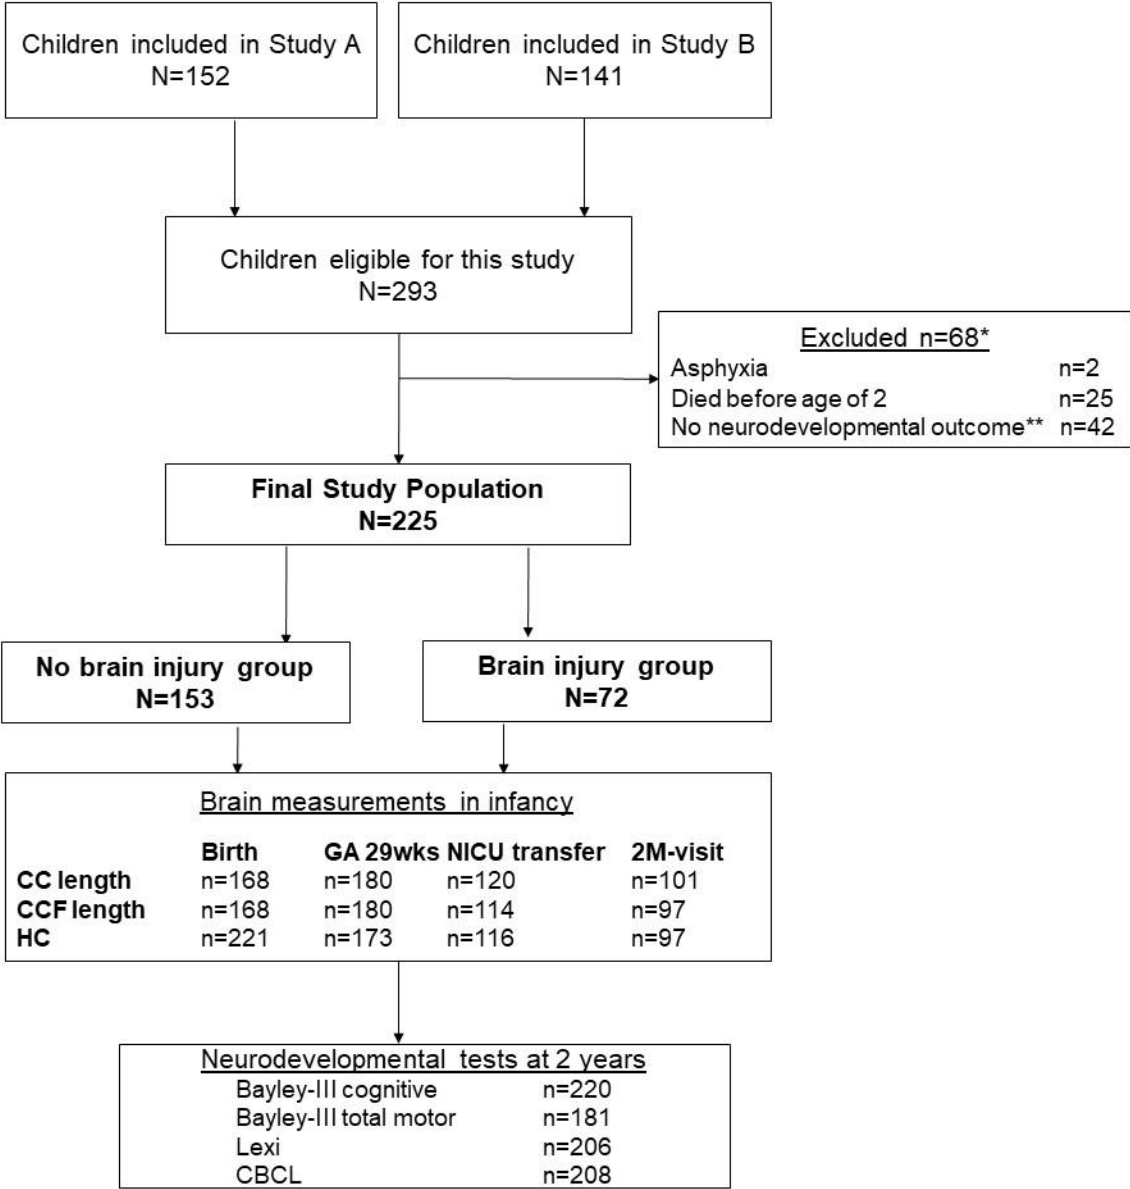 Children included in Study A
N=152
Children included in Study B
N=141
Children eligible for this study
N=293
Excluded n=68*
Asphyxia n=2
Died before age of 2 n=25
No neurodevelopmental outcome** n=42
Final Study Population
N=225
No brain injury group
N=153
Brain injury group
N=72
Brain measurements in infancy
Birth GA 29wks NICU transfer 2M-visit
CC length n=168 n=180 n=120 n=101
CCF length n=168 n=180 n=114 n=97
HC n=221 n=173 n=116 n=97
Neurodevelopmental tests at 2 years
Bayley-III cognitive n=220
Bayley-III total motor n=181
Lexi n=206
CBCL n=208